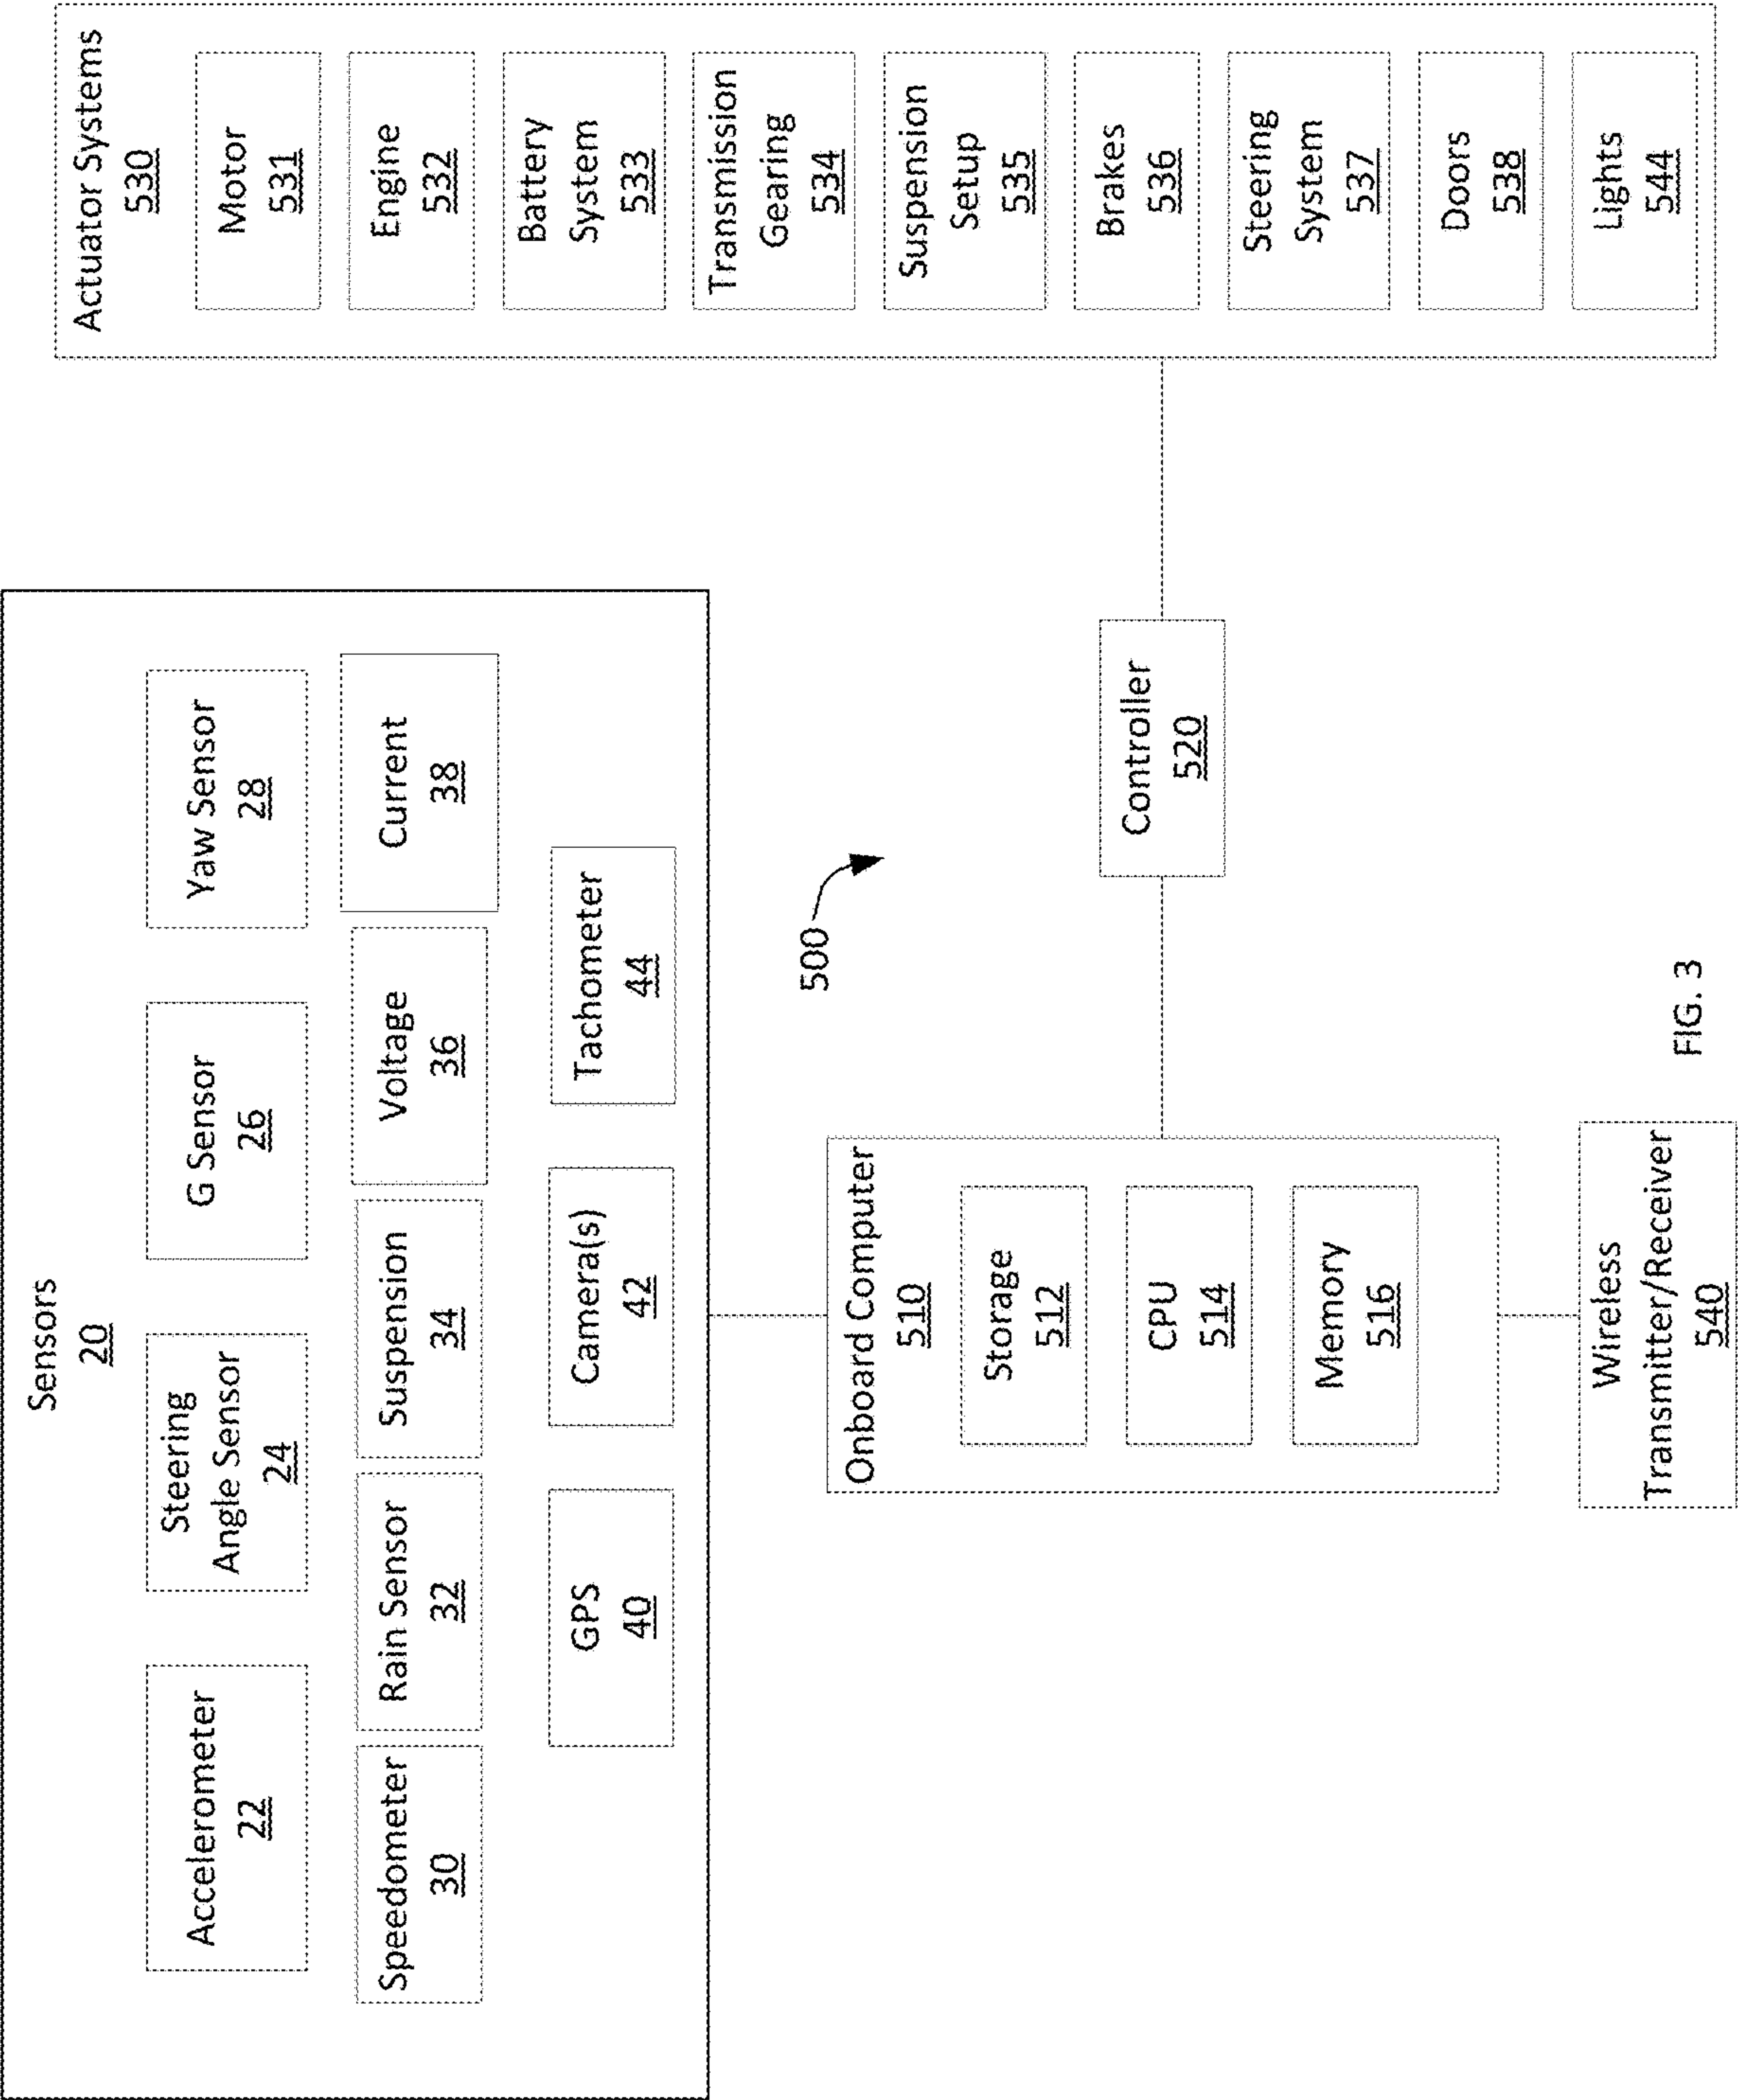 Sensors
20
Accelerometer
22
Steering
Angle Sensor
24
G Sensor
26
Yaw Sensor
28
Speedometer
30
Rain Sensor
32
Suspension
34
Voltage
36
Current
38
GPS
40
Camera(s)
42
Tachometer
44
500
Onboard Computer
510
Storage
512
CPU
514
Memory
516
Wireless
Transmitter/Receiver
540
Controller
520
Actuator Systems
530
Motor
531
Engine
532
Battery
System
533
Transmission
Gearing
534
Suspension
Setup
535
Brakes
536
Steering
System
537
Doors
538
Lights
544
FIG. 3